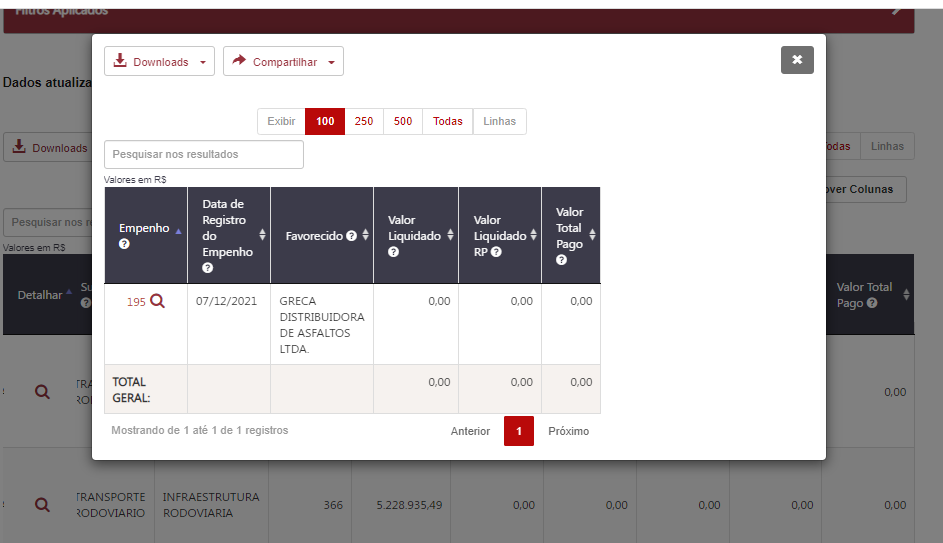 Filtros Aplicados
Downloads
Compartilhar
Dados atualiza
Exibir 100 250 500 Todas Linhas
Downloads
odas Linhas
Pesquisar nos resultados
Valores em R$
over Colunas
Pesquisar nos re
Valores em R$
Empenho
Data de
Registro
do
Empenho
Favorecido
Valor
Liquidado
Valor
Liquidado
RP
Valor
Total
Pago
Detalhar
Su
Valor Total
Pago
195 07/12/2021 GRECA
DISTRIBUIDORA
DE ASFALTOS
LTDA.
0,00 0,00 0,00
TRA
ROD
0,00
TOTAL
GERAL:
0,00 0,00 0,00
Mostrando de 1 até 1 de 1 registros
Anterior 1 Próximo
TRANSPORTE
RODOVIARIO
INFRAESTRUTURA
RODOVIARIA
366 5.228.935,49 0,00 0,00 0,00 0,00 0,00